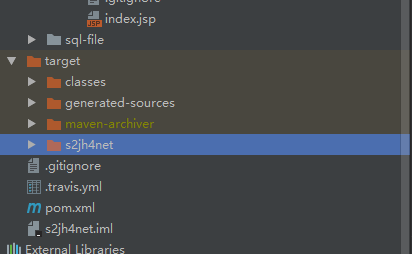 .gitignore
index.jsp
sql-file
target
classes
generated-sources
maven-archiver
s2jh4net
.gitignore
.travis.yml
pom.xml
s2jh4net.iml
External Libraries